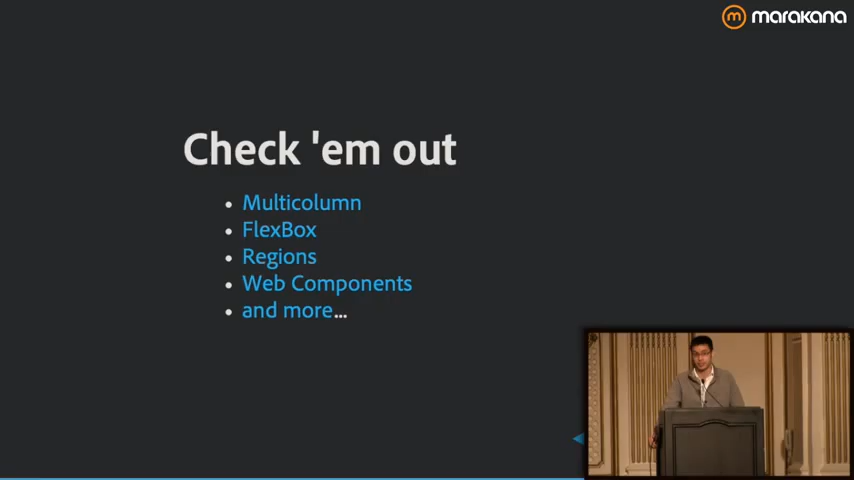 marakana
Check 'em out
Multicolumn
FlexBox
Regions
Web Components
and more...